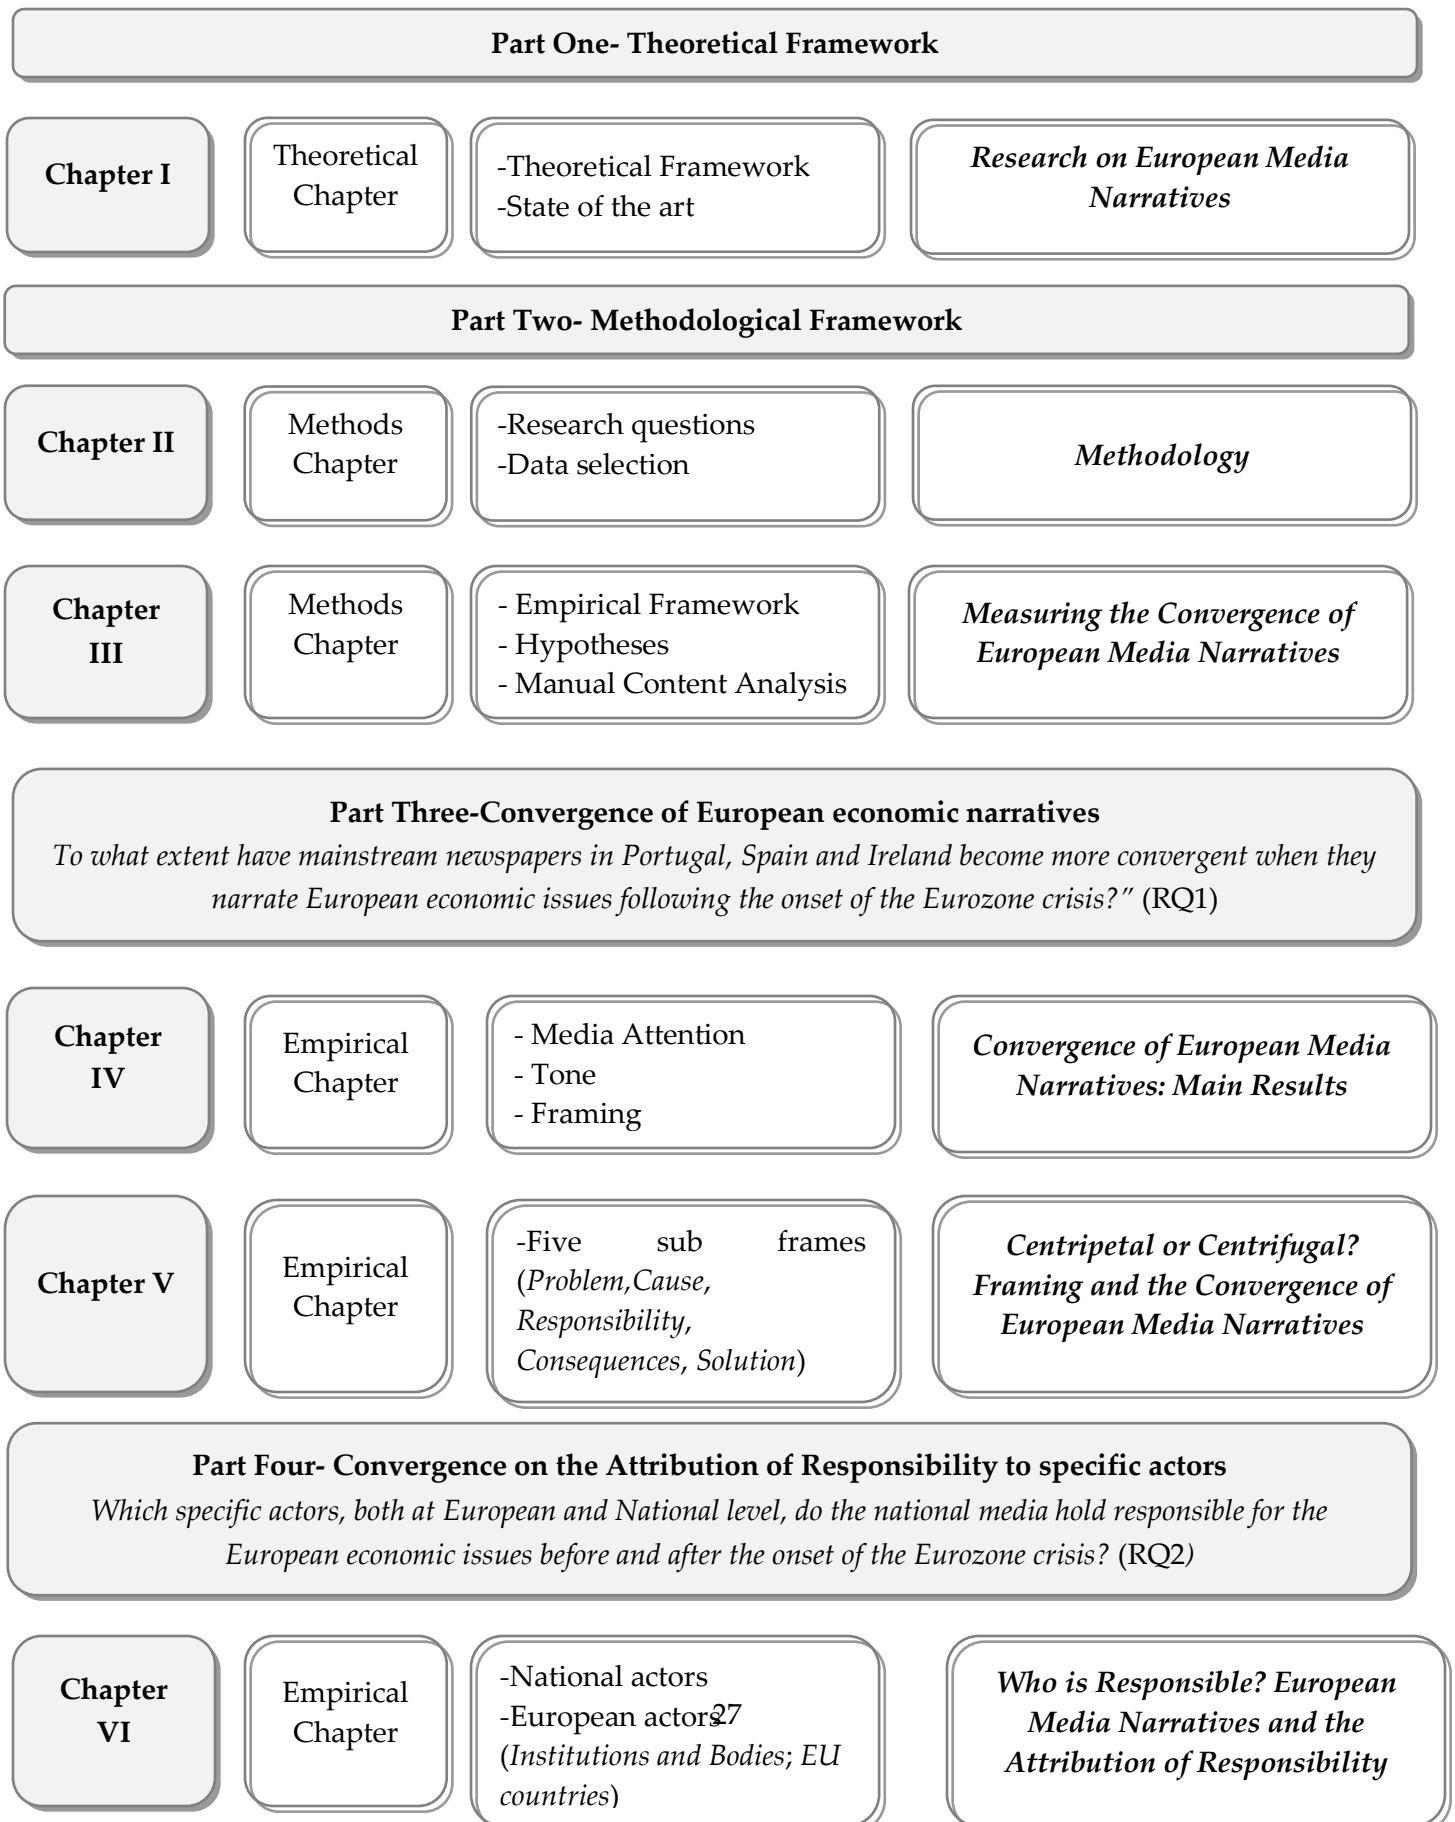 Part One- Theoretical Framework
Chapter I
Theoretical
Chapter
-Theoretical Framework
-State of the art
Research on European Media
Narratives
Part Two- Methodological Framework
Chapter II
Methods
Chapter
-Research questions
-Data selection
Methodology
Chapter
III
Methods
Chapter
- Empirical Framework
- Hypotheses
- Manual Content Analysis
Measuring the Convergence of
European Media Narratives
Part Three-Convergence of European economic narratives
To what extent have mainstream newspapers in Portugal, Spain and Ireland become more convergent when they
narrate European economic issues following the onset of the Eurozone crisis?" (RQ1)
Chapter
IV
Empirical
Chapter
- Media Attention
- Tone
- Framing
Convergence of European Media
Narratives: Main Results
Chapter V
Empirical
Chapter
-Five sub frames
(Problem,Cause,
Responsibility,
Consequences, Solution)
Centripetal or Centrifugal?
Framing and the Convergence of
European Media Narratives
Part Four- Convergence on the Attribution of Responsibility to specific actors
Which specific actors, both at European and National level, do the national media hold responsible for the
European economic issues before and after the onset of the Eurozone crisis? (RQ2)
Chapter
VI
Empirical
Chapter
-National actors
-European actors
(Institutions and Bodies; EU
countries)
27
Who is Responsible? European
Media Narratives and the
Attribution of Responsibility